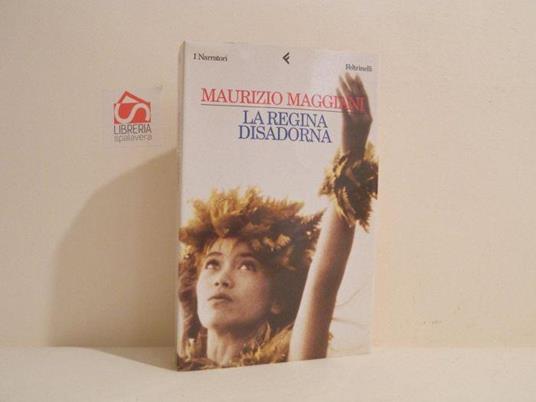 I Narratori
Feltrinelli
MAURIZIO MAGGIANI
LA REGINA
DISADORNA
LIBRERIA
spalavera